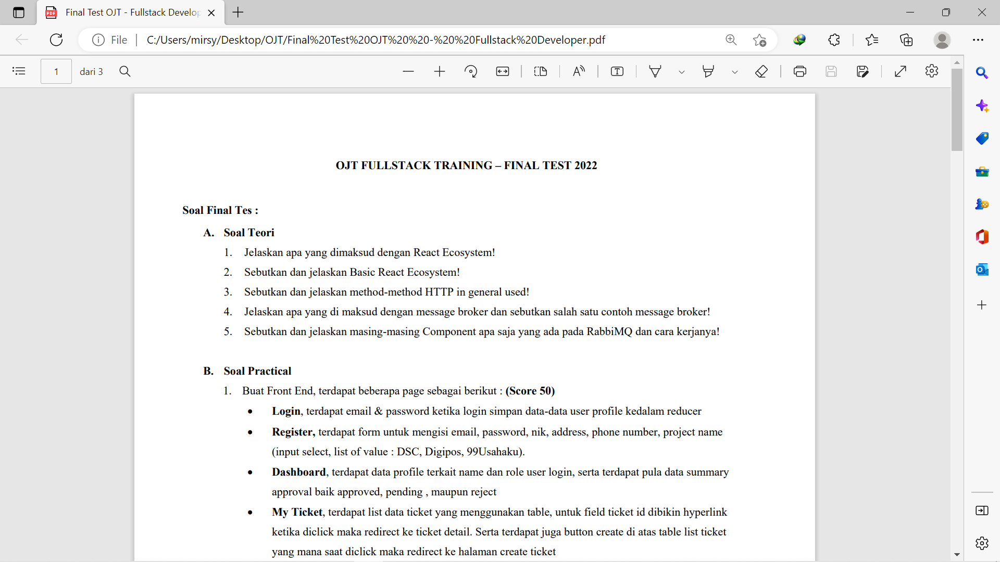 Final Test OJT - Fullstack Develop
File
C:/Users/mirsy/Desktop/OJT/Final%20Test%20OJT%20%20-%20%20Fullstack%20Developer.pdf
1 dari 3
OJT FULLSTACK TRAINING – FINAL TEST 2022
Soal Final Tes :
A. Soal Teori
1. Jelaskan apa yang dimaksud dengan React Ecosystem!
2. Sebutkan dan jelaskan Basic React Ecosystem!
3. Sebutkan dan jelaskan method-method HTTP in general used!
4. Jelaskan apa yang di maksud dengan message broker dan sebutkan salah satu contoh message broker!
5. Sebutkan dan jelaskan masing-masing Component apa saja yang ada pada RabbiMQ dan cara kerjanya!
B. Soal Practical
1. Buat Front End, terdapat beberapa page sebagai berikut : (Score 50)
• Login, terdapat email & password ketika login simpan data-data user profile kedalam reducer
• Register, terdapat form untuk mengisi email, password, nik, address, phone number, project name
(input select, list of value : DSC, Digipos, 99Usahaku).
• Dashboard, terdapat data profile terkait name dan role user login, serta terdapat pula data summary
approval baik approved, pending , maupun reject
• My Ticket, terdapat list data ticket yang menggunakan table, untuk field ticket id dibikin hyperlink
ketika diclick maka redirect ke ticket detail. Serta terdapat juga button create di atas table list ticket
yang mana saat diclick maka redirect ke halaman create ticket